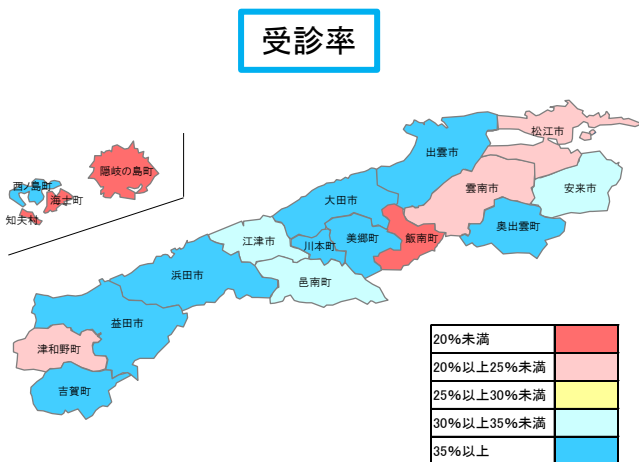 受診率
松江市
出雲市
隠岐の島町
西ノ島町
海士町
知夫村
雲南市
安来市
大田市
奥出雲町
飯南町
美郷町
川本町
江津市
邑南町
浜田市
益田市
津和野町
吉賀町
20%未満
20%以上25%未満
25%以上30%未満
30%以上35%未満
35%以上